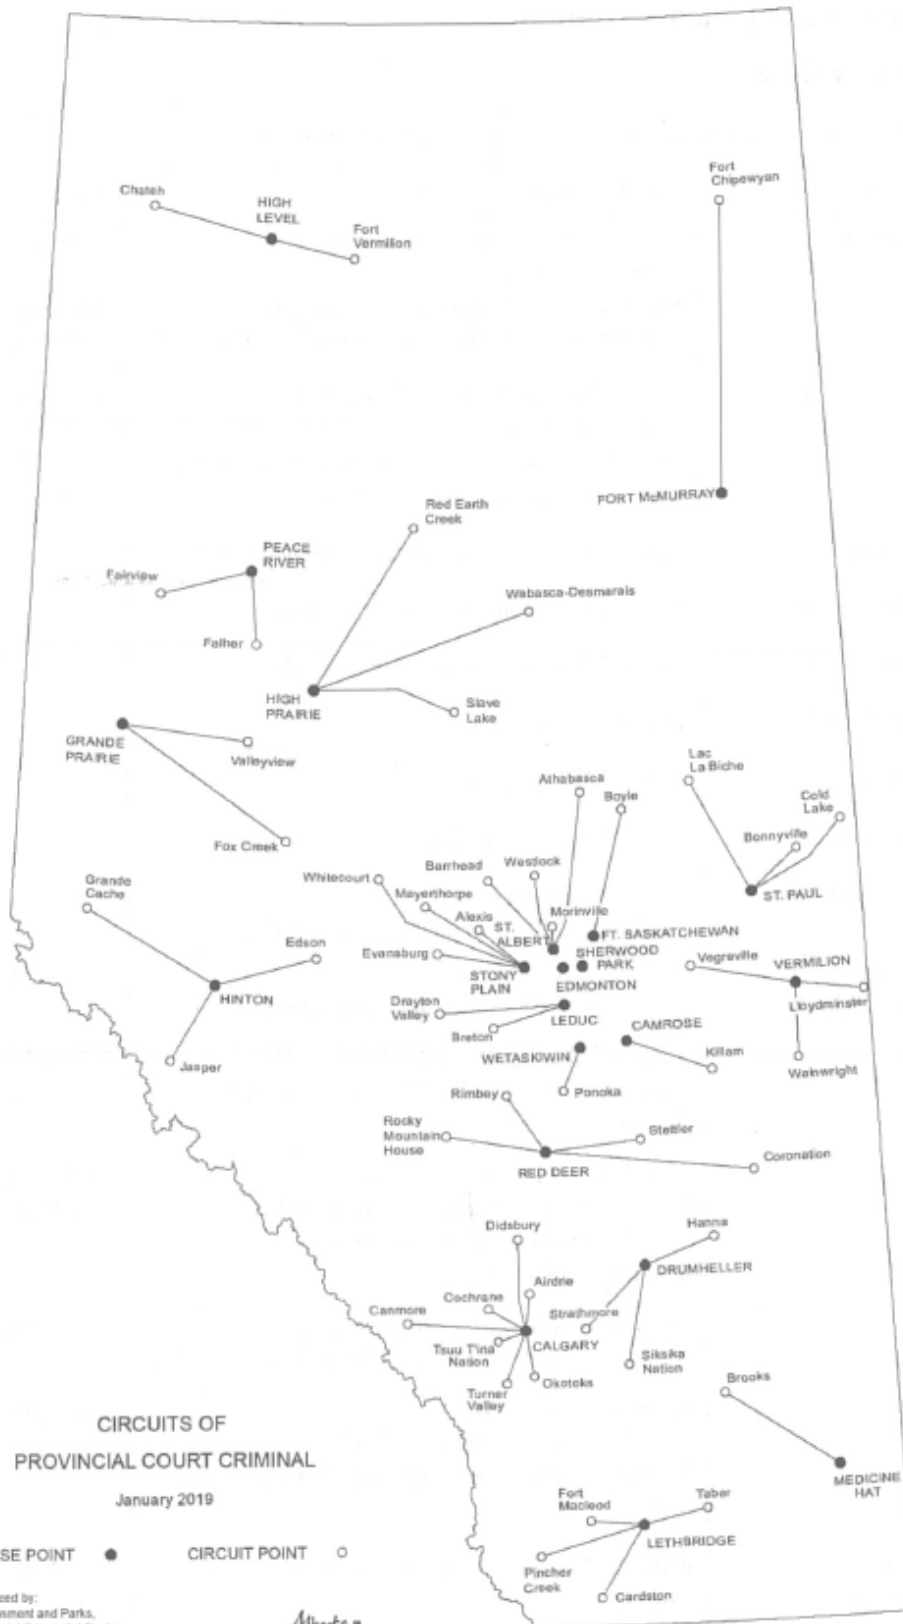 Fort
Chipewyan
Chateh
HIGH
LEVEL
Fort
Vermilion
FORT McMURRAY
Red Earth
Creek
PEACE
RIVER
Fairview
Wabasca-Desmarais
Falher
HIGH
PRAIRIE
Slave
Lake
GRANDE
PRAIRIE
Valleyview
Lac
La Biche
Athabasca
Boyle
Cold
Lake
Bonnyville
Fox Creek
Barrhead
Westlock
Whitecourt
Grande
Cache
Mayerthorpe
ST. PAUL
Alexis
ST.
ALBERT
Morinville
FT. SASKATCHEWAN
Edson
Evansburg
SHERWOOD
PARK
Vegreville
VERMILION
STONY
PLAIN
EDMONTON
HINTON
Drayton
Valley
LEDUC
Lloydminster
Breton
CAMROSE
WETASKIWIN
Killam
Jasper
Wainwright
Rimbey
Ponoka
Rocky
Mountain
House
Stettler
RED DEER
Coronation
Didsbury
Hanna
DRUMHELLER
Airdrie
Cochrane
Canmore
Strathmore
Tsuu T'ina
Nation
CALGARY
Siksika
Nation
Okotoks
Turner
Valley
Brooks
CIRCUITS OF
PROVINCIAL COURT CRIMINAL
January 2019
MEDICINE
HAT
Fort
Macleod
Taber
LETHBRIDGE
SE POINT
CIRCUIT POINT
Pincher
Creek
Cardston
ced by:
nment and Parks,
Alberta